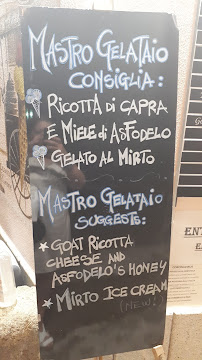 MASTRO GELATAIO
CONSIGLIA:
RICOTTA DI CAPRA
E MIELE DI ASFODELO
GELATO AL MIRTO
MASTRO GELATAIO
SUGGESTS:
GOAT RICOTTA
CHEESE AND
ASFODELO'S HONEY
MIRTO ICE CREAM
(NEW!)